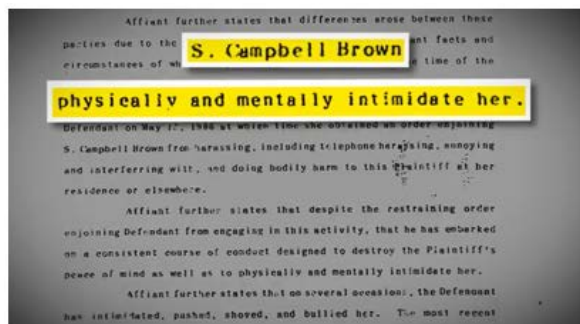 Affiant further states that differences arose between these
parties due to the
S. Campbell Brown
ant facts and
circumstances of wh
e time of the
physically and mentally intimidate her.
Defendant on May 1, 1986 at which time she obtained an order enjoining
S. Campbell Brown from harassing, including telephone harassing, annoying
and interfering with, and doing bodily harm to this Plaintiff at her
residence or elsewhere.
Affiant further states that despite the restraining order
enjoining Defendant from engaging in this activity, that he has embarked
on a consistent course of conduct designed to destroy the Plaintiff's
peace of mind as well as to physically and mentally intimidate her.
Affiant further states that on several occasions, the Defendant
has intimidated, pushed, shoved, and bullied her. The most recent